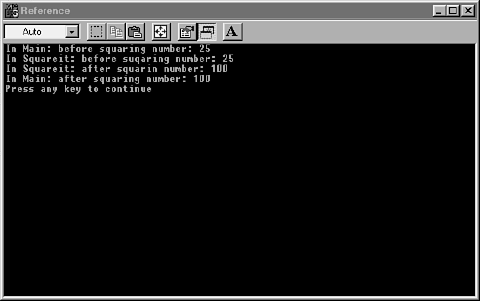 Reference
Auto
A
In Main: before squaring number: 25
In Squareit: before suqaring number: 25
In Squareit: after squarin number: 100
In Main: after squaring number: 100
Press any key to continue